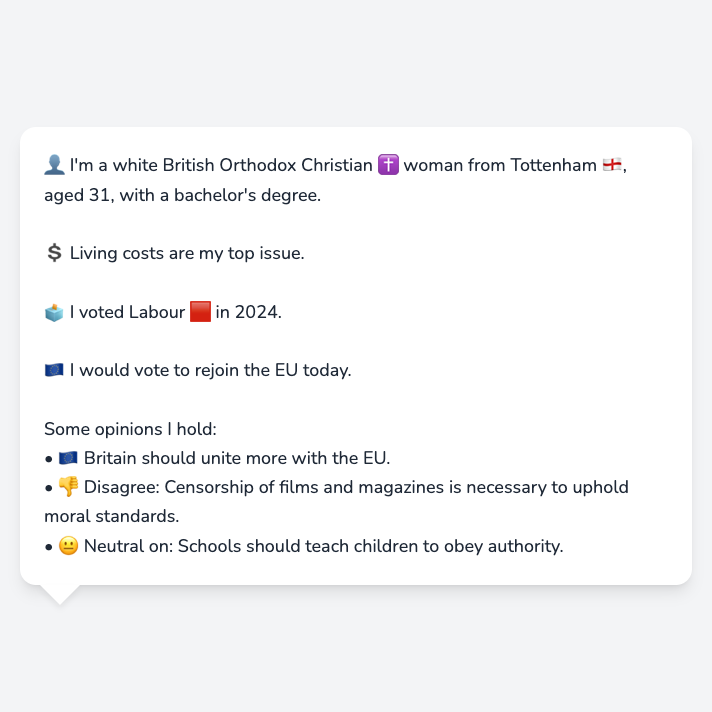 👤 I'm a white British Orthodox Christian ✝️ woman from Tottenham 🏴󠁧󠁢󠁥󠁮󠁧󠁿,
aged 31, with a bachelor's degree.
💲 Living costs are my top issue.
🗳️ I voted Labour 🟥 in 2024.
🇪🇺 I would vote to rejoin the EU today.
Some opinions I hold:
• 🇪🇺 Britain should unite more with the EU.
• 👎 Disagree: Censorship of films and magazines is necessary to uphold
moral standards.
• 😐 Neutral on: Schools should teach children to obey authority.